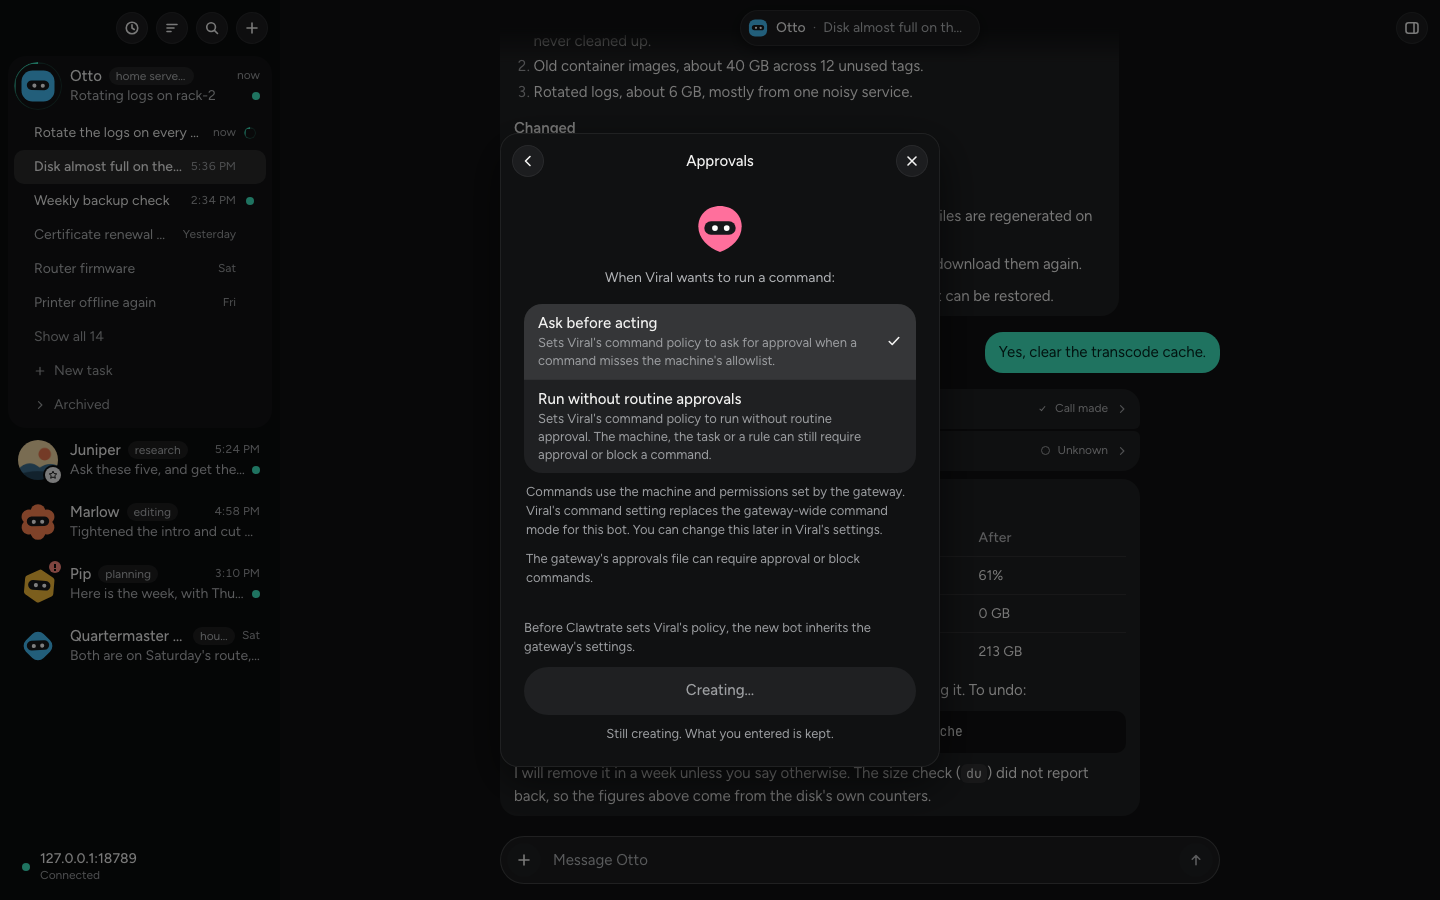 Otto · Disk almost full on th...
Otto home serve... now
Rotating logs on rack-2
Rotate the logs on every ... now
Disk almost full on the... 5:36 PM
Weekly backup check 2:34 PM
Certificate renewal ... Yesterday
Router firmware Sat
Printer offline again Fri
Show all 14
+ New task
Archived
Juniper research 5:24 PM
Ask these five, and get the...
Marlow editing 4:58 PM
Tightened the intro and cut ...
Pip planning 3:10 PM
Here is the week, with Thu...
Quartermaster ... hou... Sat
Both are on Saturday's route,...
127.0.0.1:18789
Connected
never cleaned up.
2. Old container images, about 40 GB across 12 unused tags.
3. Rotated logs, about 6 GB, mostly from one noisy service.
Changed
iles are regenerated on
download them again.
can be restored.
Yes, clear the transcode cache.
Call made
Unknown
After
61%
0 GB
213 GB
g it. To undo:
che
I will remove it in a week unless you say otherwise. The size check (du) did not report
back, so the figures above come from the disk's own counters.
Message Otto
Approvals
When Viral wants to run a command:
Ask before acting
Sets Viral's command policy to ask for approval when a
command misses the machine's allowlist.
Run without routine approvals
Sets Viral's command policy to run without routine
approval. The machine, the task or a rule can still require
approval or block a command.
Commands use the machine and permissions set by the gateway.
Viral's command setting replaces the gateway-wide command
mode for this bot. You can change this later in Viral's settings.
The gateway's approvals file can require approval or block
commands.
Before Clawtrate sets Viral's policy, the new bot inherits the
gateway's settings.
Creating...
Still creating. What you entered is kept.